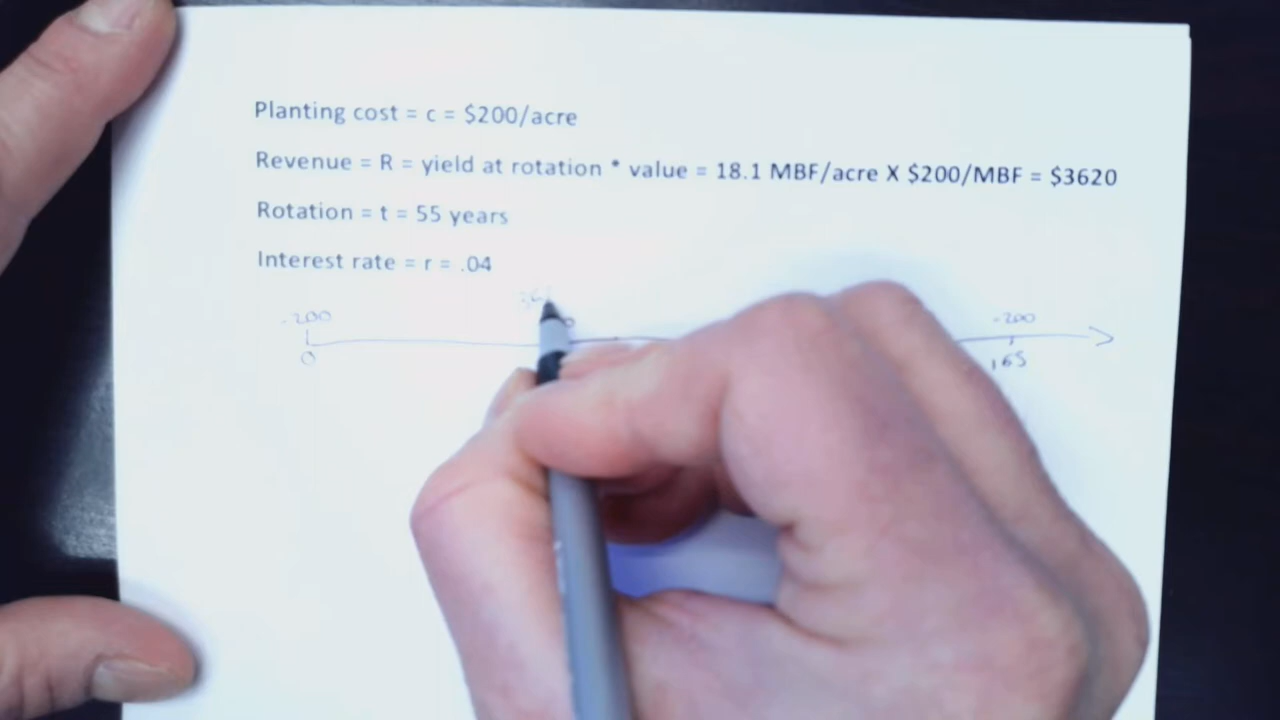 Planting cost = c = $200/acre
Revenue = R = yield at rotation * value = 18.1 MBF/acre X $200/MBF = $3620
Rotation = t = 55 years
Interest rate = r = .04
-200 -200
0 165